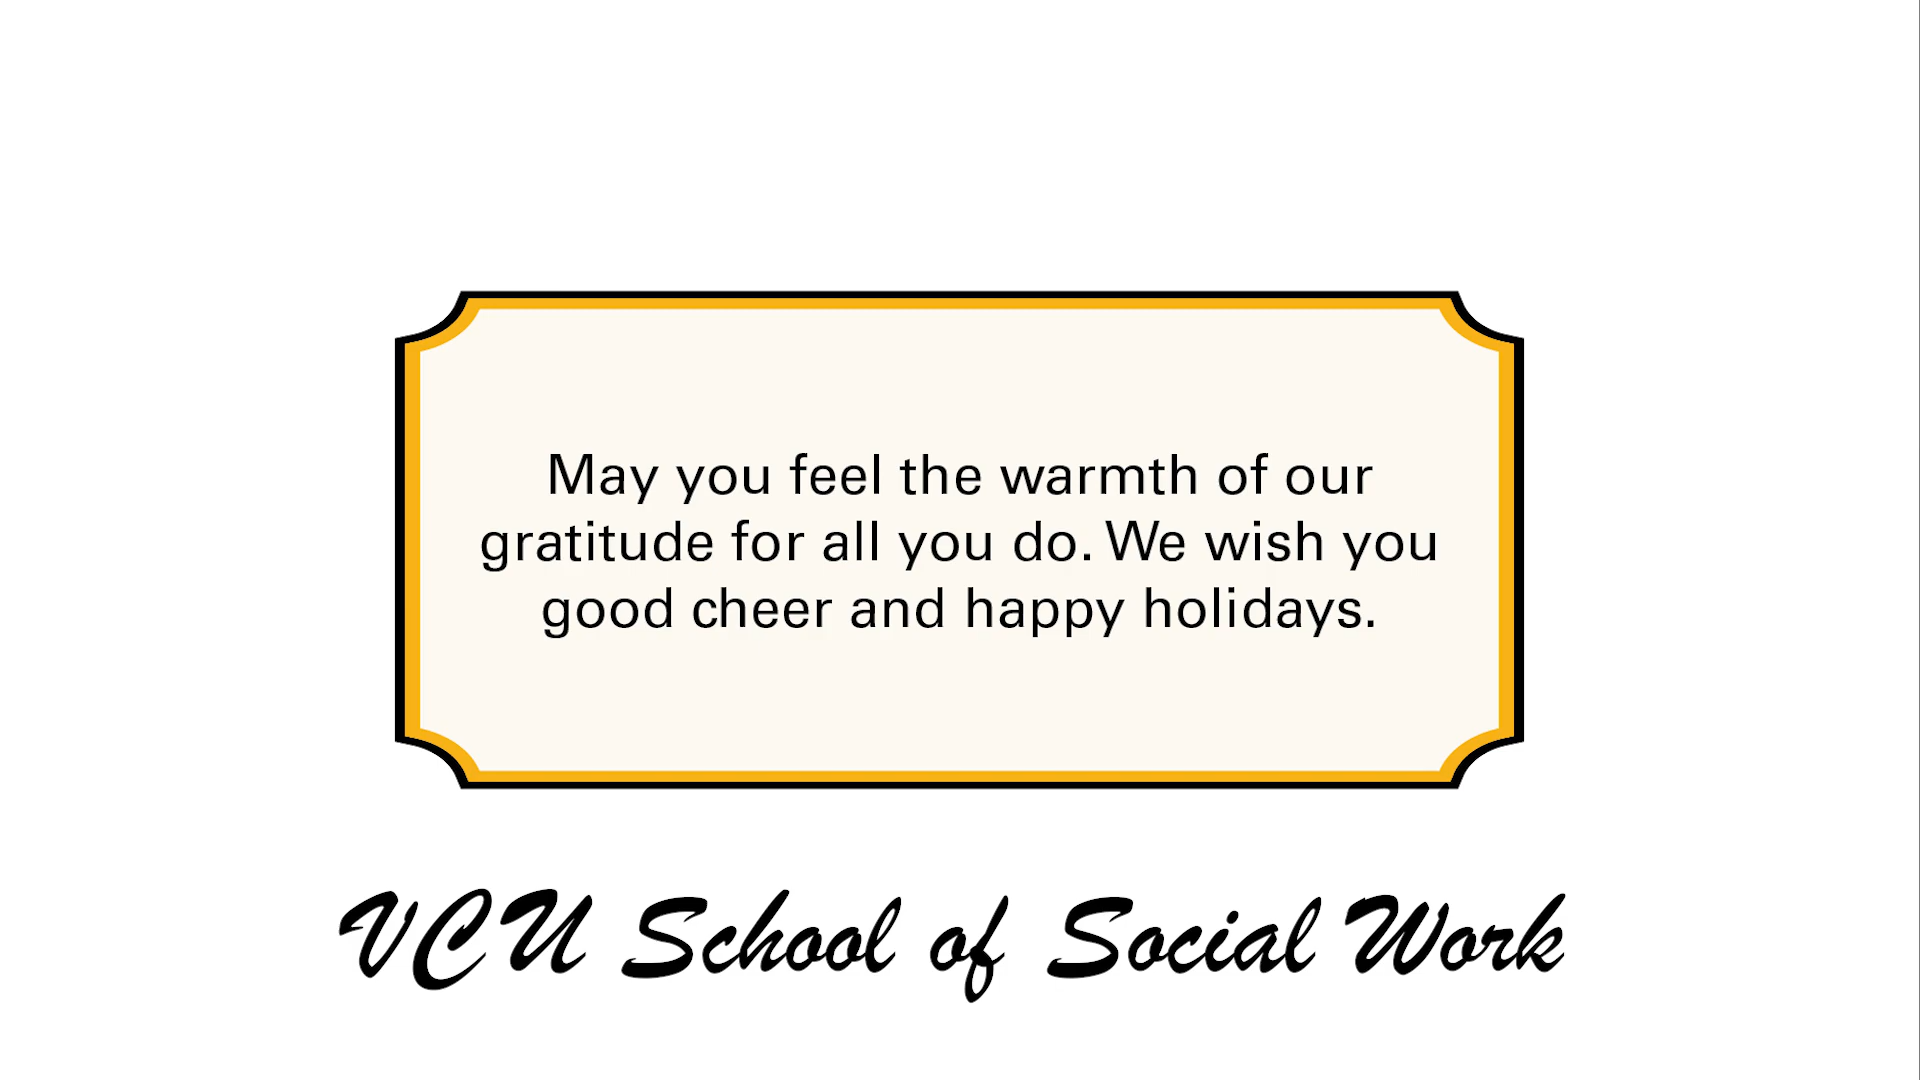 May you feel the warmth of our
gratitude for all you do. We wish you
good cheer and happy holidays.
VCU School of Social Work